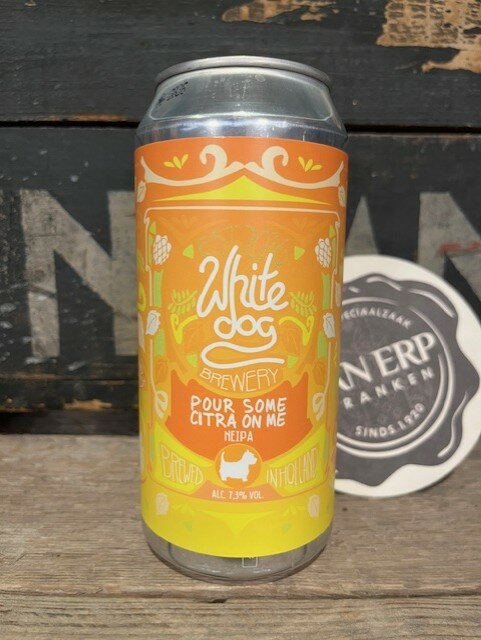 White
dog
BREWERY
POUR SOME
CITRA ON ME
NEIPA
BREWED IN HOLLAND
ALC. 7,3% VOL.
SPECIAALZAAK
VAN ERP
DRANKEN
SINDS 1920